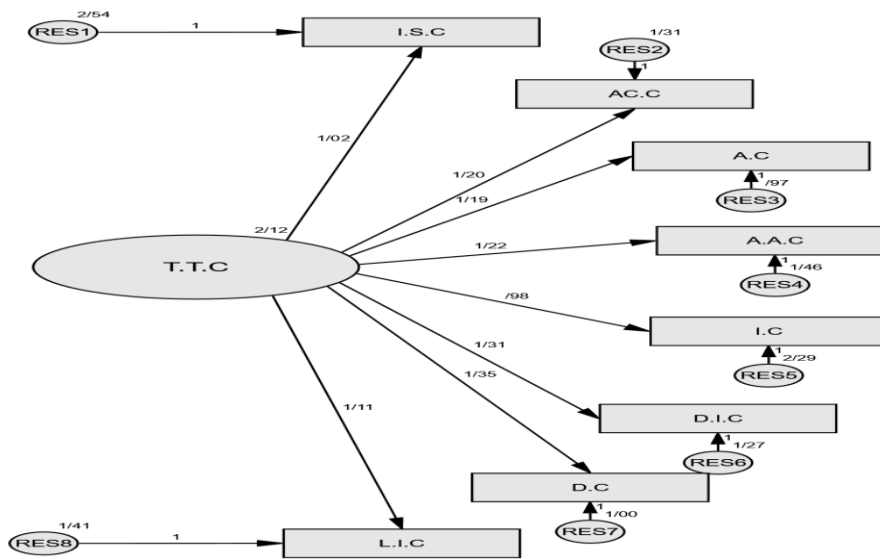 2/54
RES1
1
I.S.C
1/31
RES2
1
AC.C
1/02
1/20
1/19
A.C
1
/97
RES3
2/12
T.T.C
1/22
A.A.C
1
1/46
RES4
/98
I.C
1
2/29
RES5
1/31
1/35
1/11
D.I.C
1
1/27
RES6
D.C
1
1/00
RES7
1/41
RES8
1
L.I.C